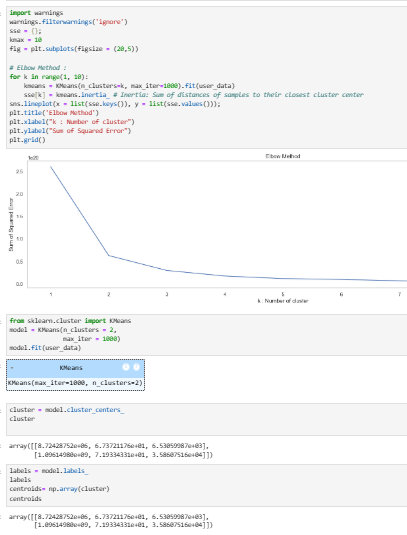 import warnings
warnings.filterwarnings('ignore')
sse = {};
kmax = 10
fig = plt.subplots(figsize = (20,5))
# Elbow Method :
for k in range(1, 10):
kmeans = KMeans(n_clusters=k, max_iter=1000).fit(user_data)
sse[k] = kmeans.inertia_ # Inertia: Sum of distances of samples to their closest cluster center
sns.lineplot(x = list(sse.keys()), y = list(sse.values()));
plt.title('Elbow Method')
plt.xlabel("k : Number of cluster")
plt.ylabel("Sum of Squared Error")
plt.grid()
1e20
Elbow Method
2.5
2.0
1.5
1.0
0.5
0.0
Sum of Squared Error
1 2 3 4 5 6 7
k : Number of cluster
from sklearn.cluster import KMeans
model = KMeans(n_clusters = 2,
max_iter = 1000)
model.fit(user_data)
KMeans
KMeans(max_iter=1000, n_clusters=2)
cluster = model.cluster_centers_
cluster
array([[8.72428752e+06, 6.73721176e+01, 6.53059987e+03],
[1.09614980e+09, 7.19334331e+01, 3.58607516e+04]])
labels = model.labels_
labels
centroids= np.array(cluster)
centroids
array([[8.72428752e+06, 6.73721176e+01, 6.53059987e+03],
[1.09614980e+09, 7.19334331e+01, 3.58607516e+04]])